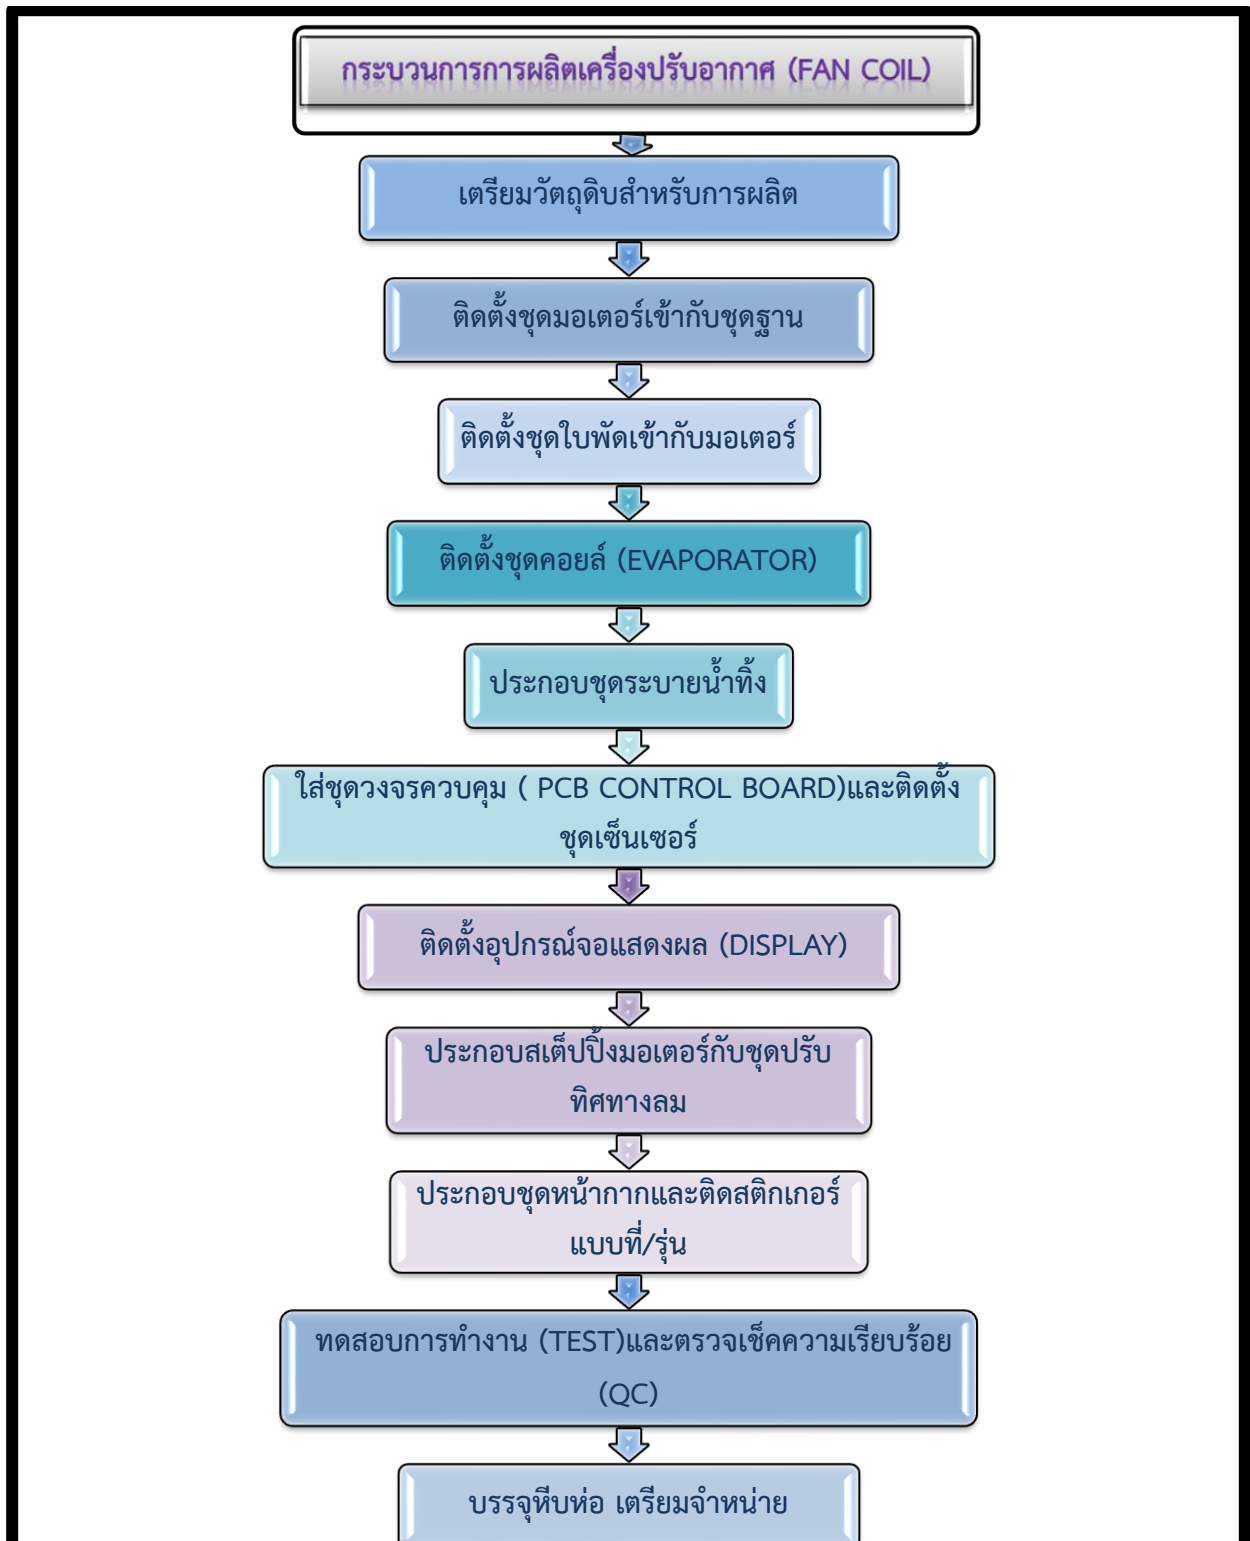 กระบวนการการผลิตเครื่องปรับอากาศ (FAN COIL)
เตรียมวัตถุดิบสำหรับการผลิต
ติดตั้งชุดมอเตอร์เข้ากับชุดฐาน
ติดตั้งชุดใบพัดเข้ากับมอเตอร์
ติดตั้งชุดคอยล์ (EVAPORATOR)
ประกอบชุดระบายน้ำทิ้ง
ใส่ชุดวงจรควบคุม ( PCB CONTROL BOARD)และติดตั้ง
ชุดเซ็นเซอร์
ติดตั้งอุปกรณ์จอแสดงผล (DISPLAY)
ประกอบสเต็ปปิ้งมอเตอร์กับชุดปรับ
ทิศทางลม
ประกอบชุดหน้ากากและติดสติกเกอร์
แบบที่/รุ่น
ทดสอบการทำงาน (TEST)และตรวจเช็คความเรียบร้อย
(QC)
บรรจุหีบห่อ เตรียมจำหน่าย